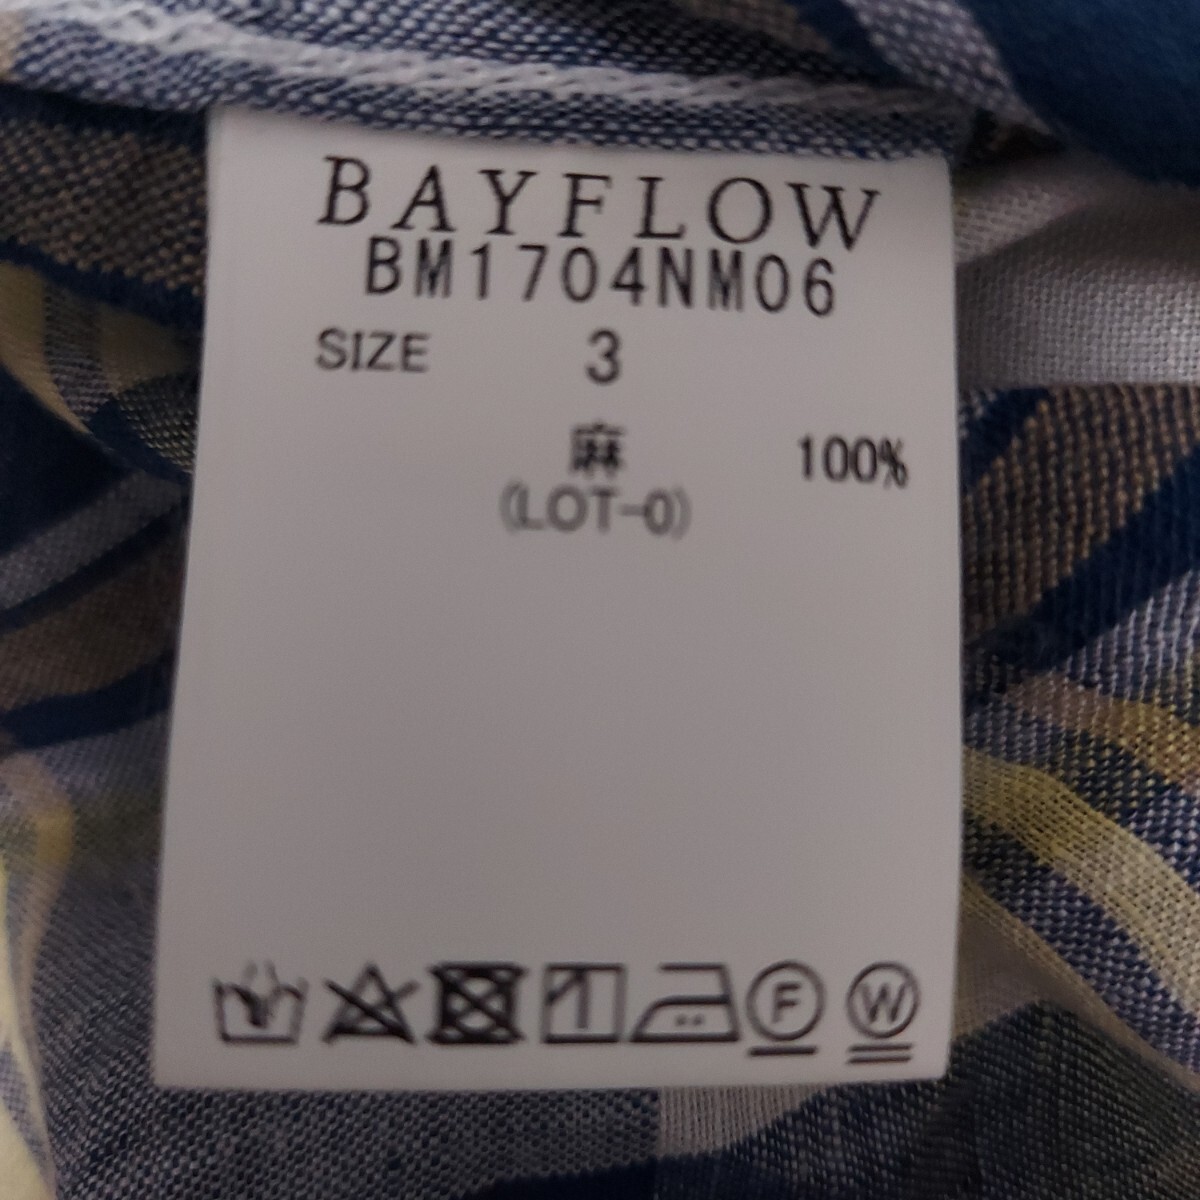 BAYFLOW
BM1704NM06
SIZE 3
麻 100%
(LOT-0)
F W